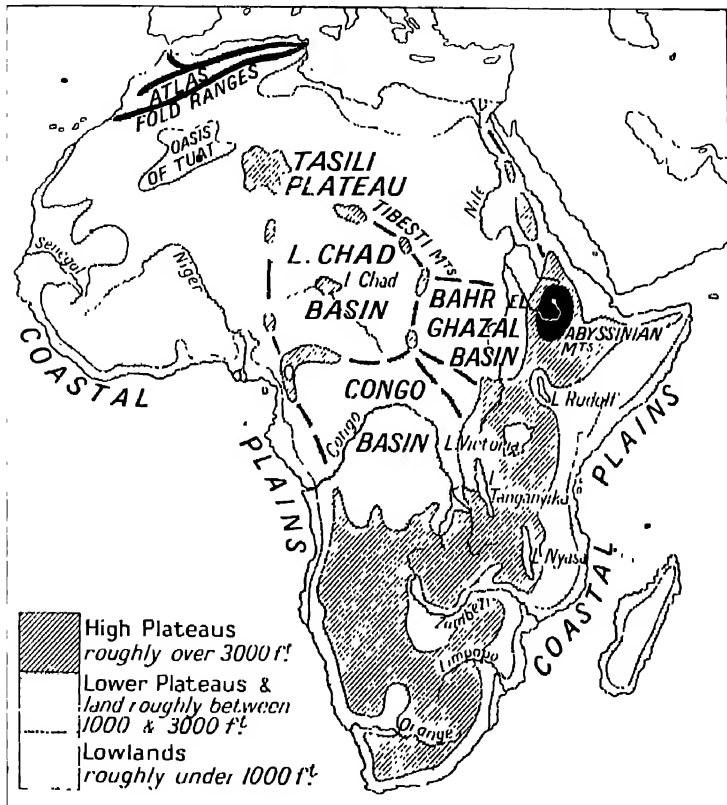 ATLAS
FOLD RANGES
OASIS
OF TUAT
TASILI
PLATEAU
TIBESTI MTS
Nile
L. CHAD
l Chad
BASIN
Senegal
Niger
BAHR EL
GHAZAL
BASIN
ABYSSINIAN
MTS
COASTAL
PLAINS
L Rudolf
CONGO
BASIN
Congo
L. Victoria
L
Tanganyika
L Nyasa
COASTAL
PLAINS
Zambezi
Limpopo
Orange
High Plateaus
roughly over 3000 ft.
Lower Plateaus &
land roughly between
1000 & 3000 ft.
Lowlands
roughly under 1000 ft.